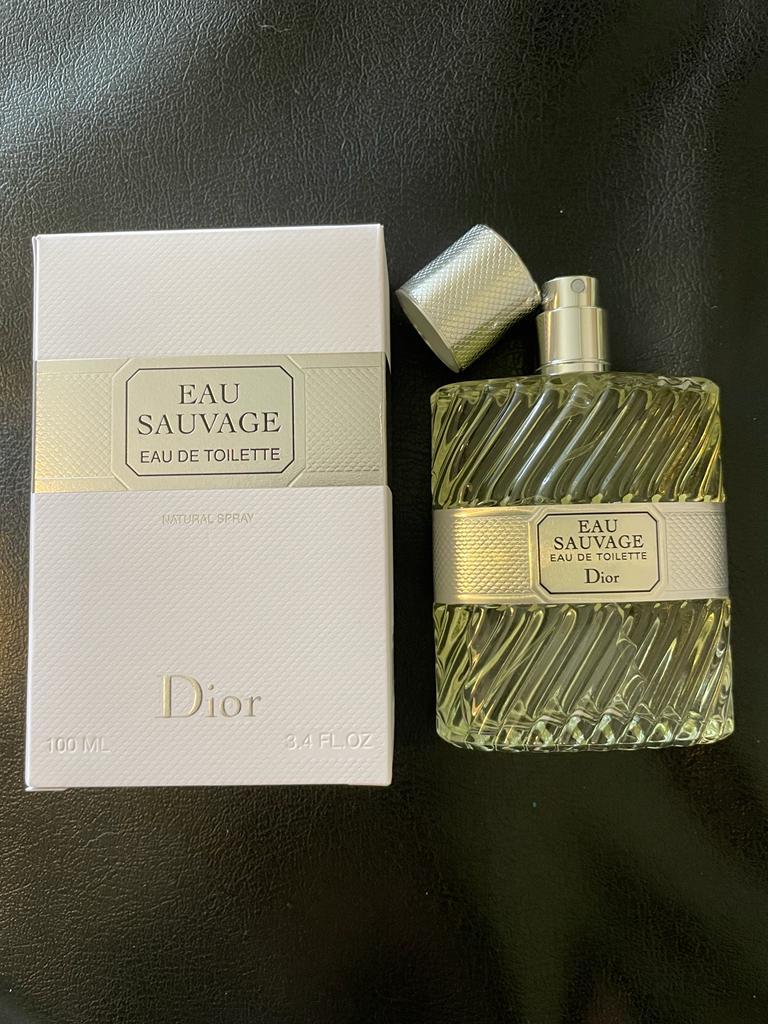 EAU
SAUVAGE
EAU DE TOILETTE
NATURAL SPRAY
Dior
100 ML
3.4 FL.OZ
EAU
SAUVAGE
EAU DE TOILETTE
Dior